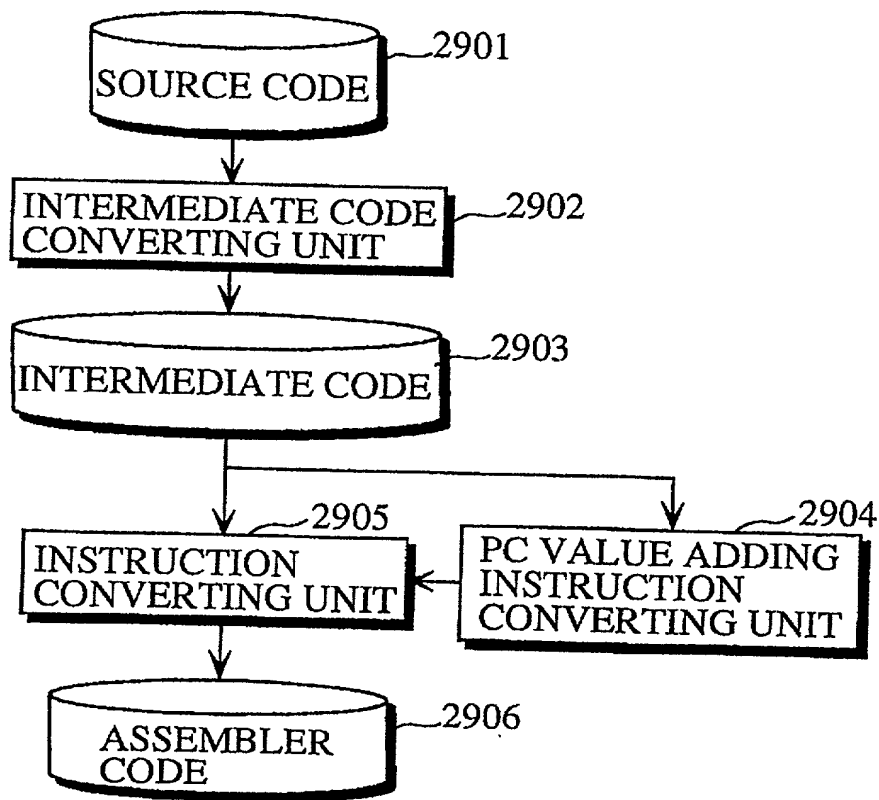 2901
SOURCE CODE
INTERMEDIATE CODE
CONVERTING UNIT
2902
2903
INTERMEDIATE CODE
2905
INSTRUCTION
CONVERTING UNIT
2904
PC VALUE ADDING
INSTRUCTION
CONVERTING UNIT
2906
ASSEMBLER
CODE